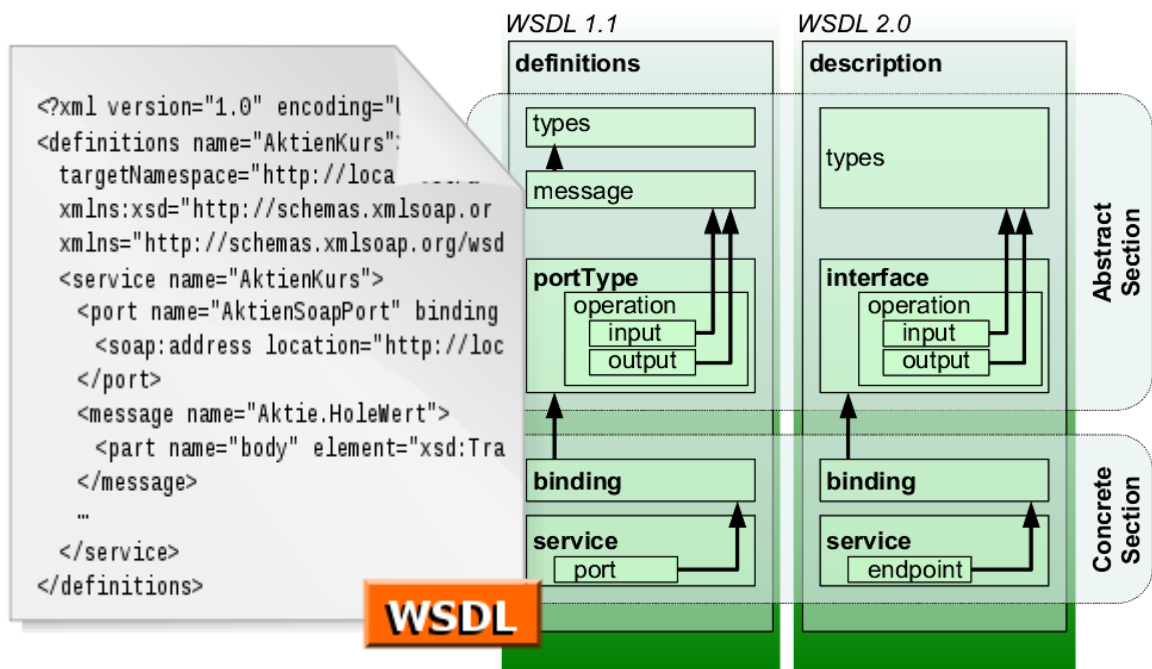 <?xml version="1.0" encoding="
<definitions name="AktienKurs"
targetNamespace="http://loca
xmlns:xsd="http://schemas.xmlsoap.or
xmlns="http://schemas.xmlsoap.org/wsd
<service name="AktienKurs">
<port name="AktienSoapPort" binding
<soap:address location="http://loc
</port>
<message name="Aktie.HoleWert">
<part name="body" element="xsd:Tra
</message>
…
</service>
</definitions>
WSDL
WSDL 1.1
definitions
types
message
portType
operation
input
output
binding
service
port
WSDL 2.0
description
types
interface
operation
input
output
binding
service
endpoint
Abstract
Section
Concrete
Section